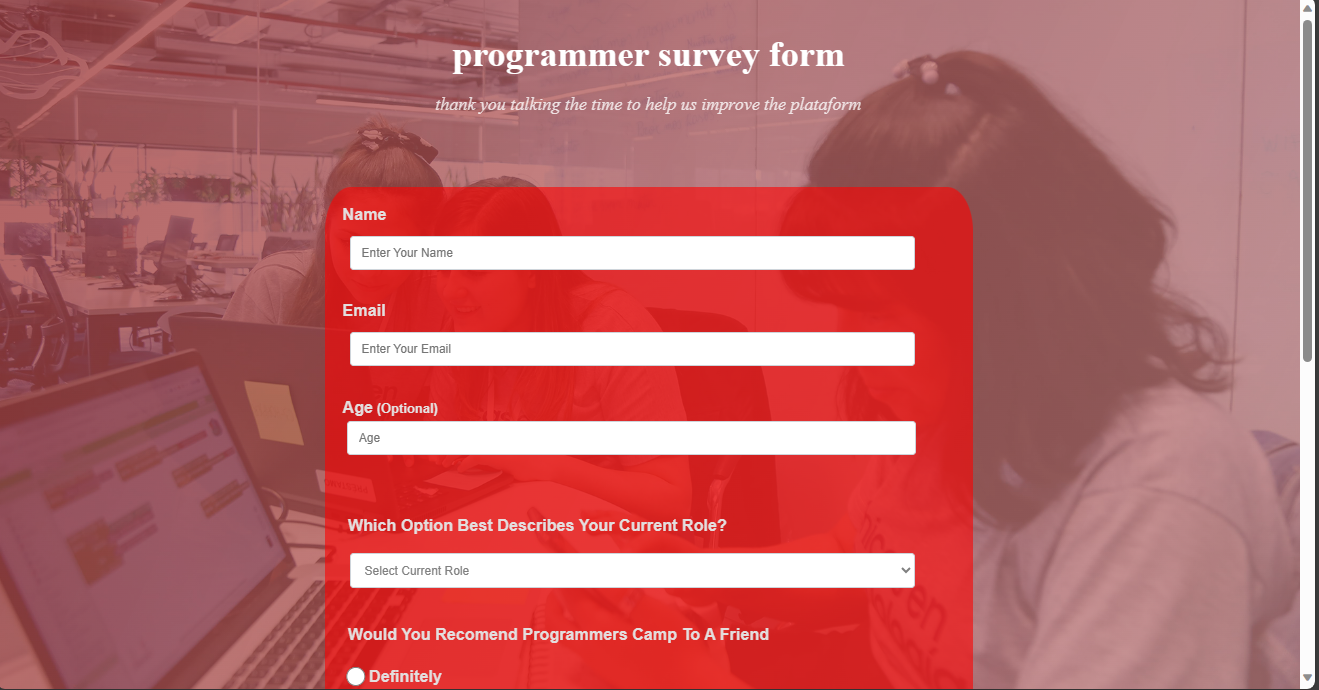 programmer survey form
thank you talking the time to help us improve the plataform
Name
Enter Your Name
Email
Enter Your Email
Age (Optional)
Age
Which Option Best Describes Your Current Role?
Select Current Role
Would You Recomend Programmers Camp To A Friend
Definitely